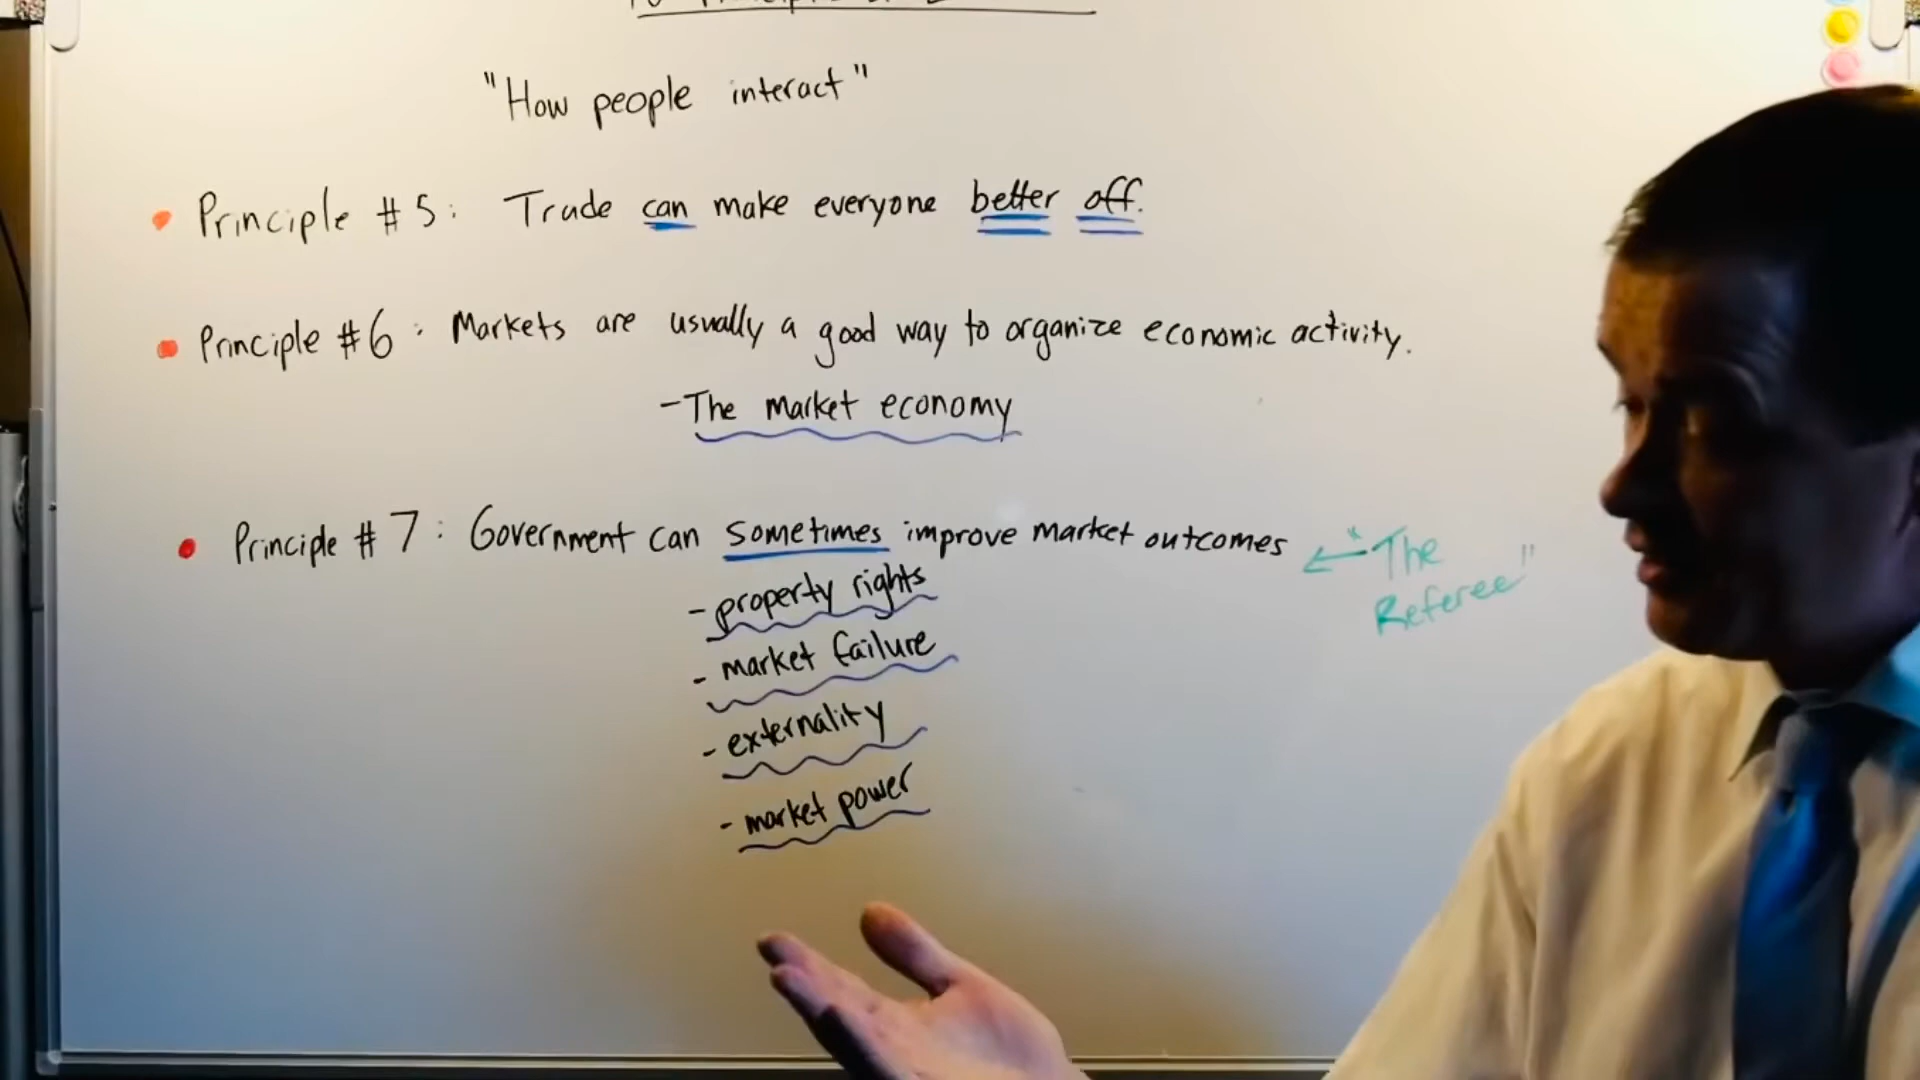 "How people interact"
Principle #5: Trade can make everyone better off.
Principle #6: Markets are usually a good way to organize economic activity.
-The market economy
Principle #7: Government can sometimes improve market outcomes
"The
Referee"
- property rights
- market failure
- externality
- market power